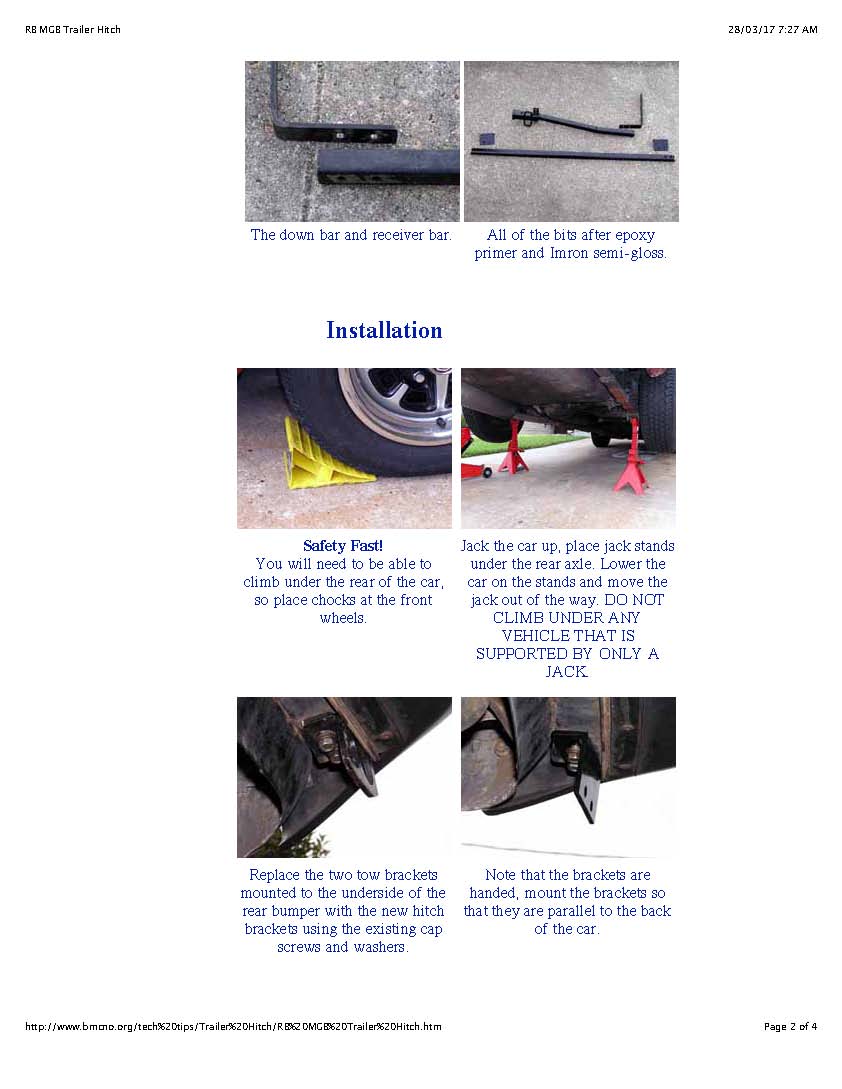 RB MGB Trailer Hitch
28/03/17 7:27 AM
The down bar and receiver bar.
All of the bits after epoxy
primer and Imron semi-gloss.
Installation
Safety Fast!
You will need to be able to
climb under the rear of the car,
so place chocks at the front
wheels.
Jack the car up, place jack stands
under the rear axle. Lower the
car on the stands and move the
jack out of the way. DO NOT
CLIMB UNDER ANY
VEHICLE THAT IS
SUPPORTED BY ONLY A
JACK.
Replace the two tow brackets
mounted to the underside of the
rear bumper with the new hitch
brackets using the existing cap
screws and washers.
Note that the brackets are
handed, mount the brackets so
that they are parallel to the back
of the car.
http://www.bmcno.org/tech%20tips/Trailer%20Hitch/RB%20MGB%20Trailer%20Hitch.htm
Page 2 of 4